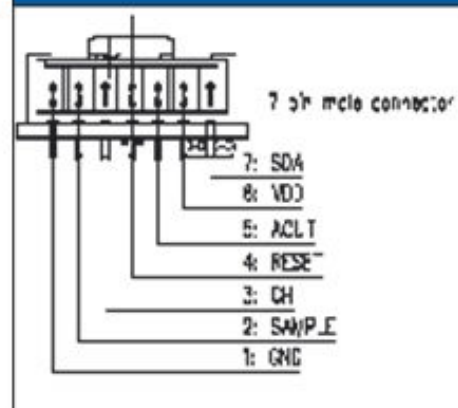 7 pin male connector
7: SDA
6: VDD
5: ACLT
4: RESET
3: CH
2: SAMPLE
1: GND